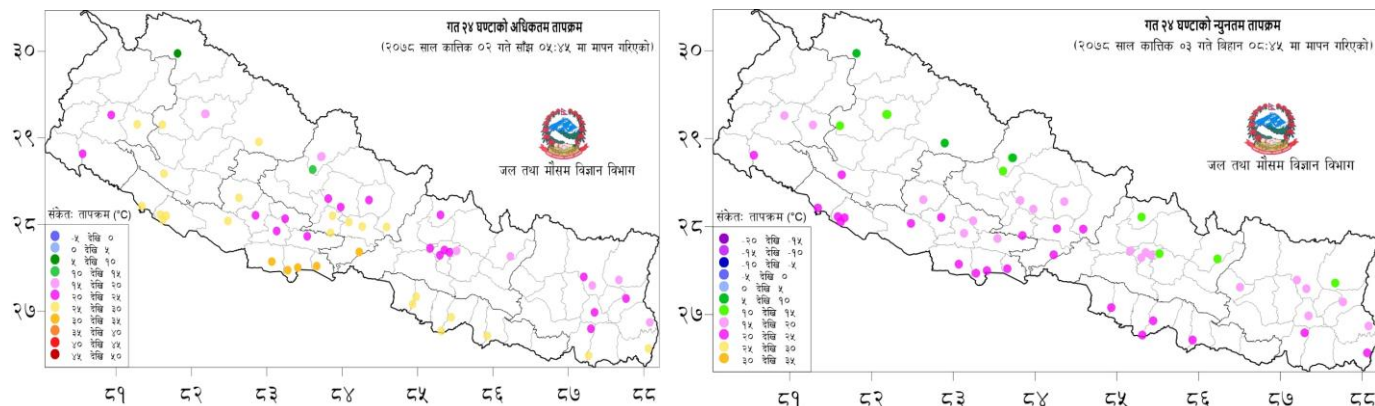 गत २४ घण्टाको अधिकतम तापक्रम
(२०७८ साल कात्तिक ०२ गते साँझ ०५:४५ मा मापन गरिएको)
जल तथा मौसम विज्ञान विभाग
३०
२९
२८
२७
संकेतः तापक्रम (°C)
-५ देखि ०
० देखि ५
५ देखि १०
१० देखि १५
१५ देखि २०
२० देखि २५
२५ देखि ३०
३० देखि ३५
३५ देखि ४०
४० देखि ४५
४५ देखि ५०
८१ ८२ ८३ ८४ ८५ ८६ ८७ ८८
गत २४ घण्टाको न्युनतम तापक्रम
(२०७८ साल कात्तिक ०३ गते बिहान ०८:४५ मा मापन गरिएको)
जल तथा मौसम विज्ञान विभाग
३०
२९
२८
२७
संकेतः तापक्रम (°C)
-२० देखि -१५
-१५ देखि -१०
-१० देखि -५
-५ देखि ०
० देखि ५
५ देखि १०
१० देखि १५
१५ देखि २०
२० देखि २५
२५ देखि ३०
३० देखि ३५
८१ ८२ ८३ ८४ ८५ ८६ ८७ ८८